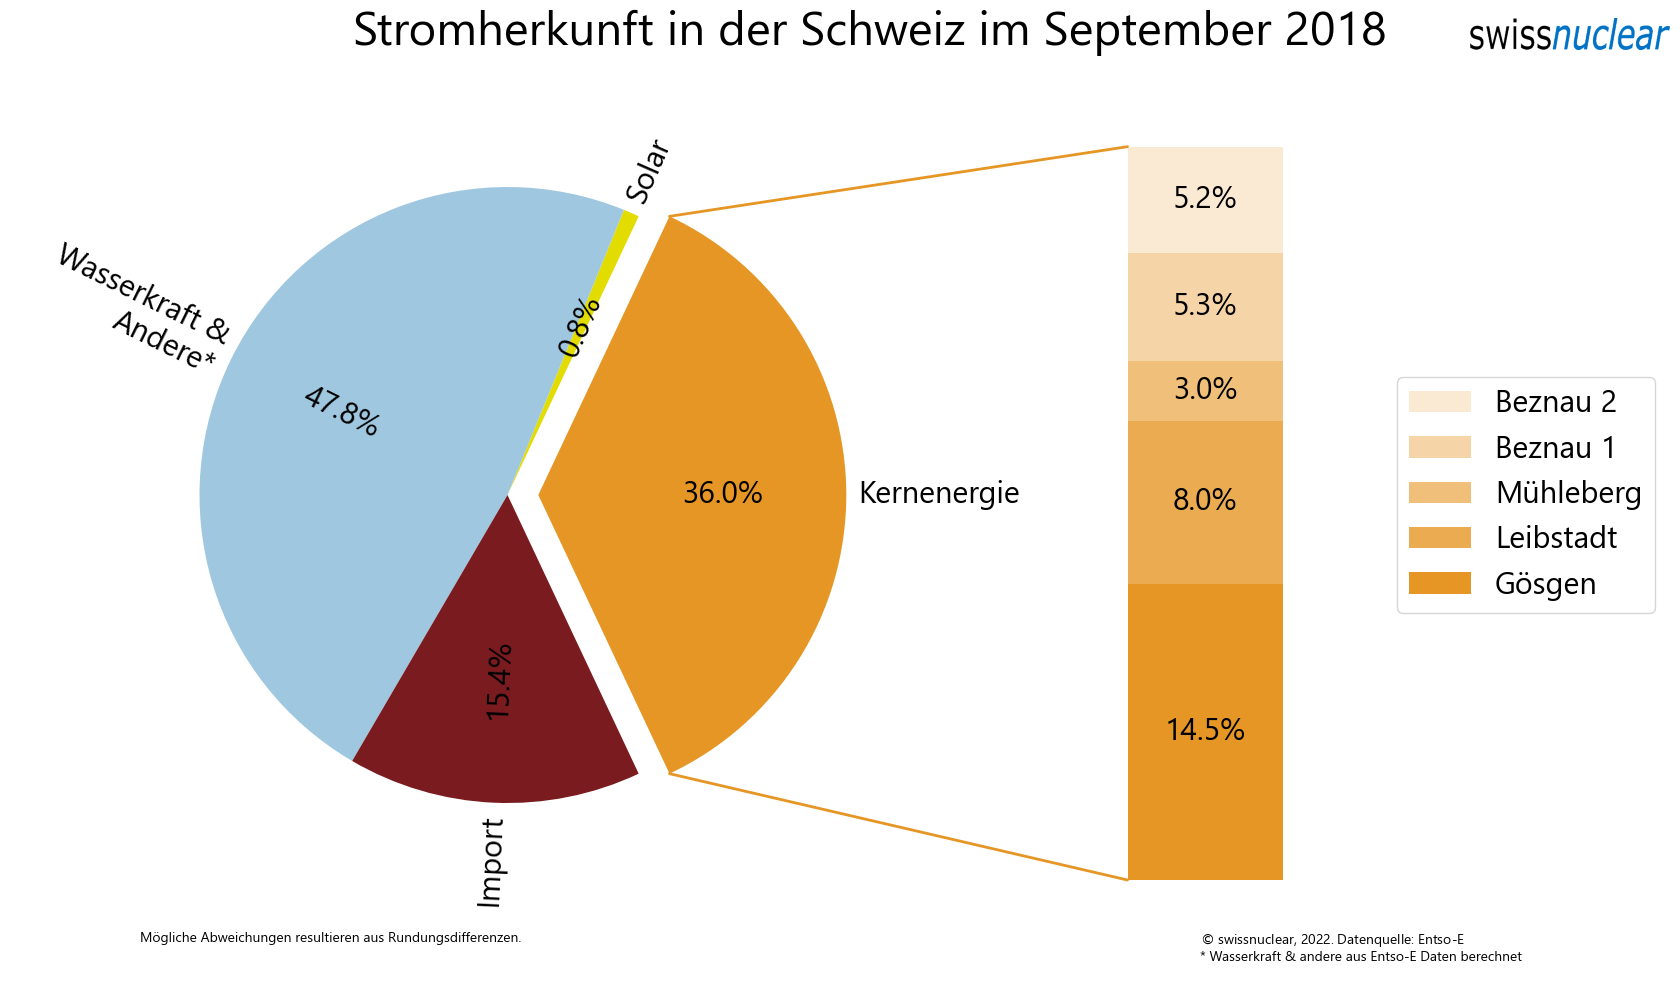 Stromherkunft in der Schweiz im September 2018
swissnuclear
Solar
Wasserkraft &
Andere*
0.8%
47.8%
36.0%
Kernenergie
15.4%
Import
5.2%
5.3%
3.0%
8.0%
14.5%
Beznau 2
Beznau 1
Mühleberg
Leibstadt
Gösgen
Mögliche Abweichungen resultieren aus Rundungsdifferenzen.
© swissnuclear, 2022. Datenquelle: Entso-E
* Wasserkraft & andere aus Entso-E Daten berechnet